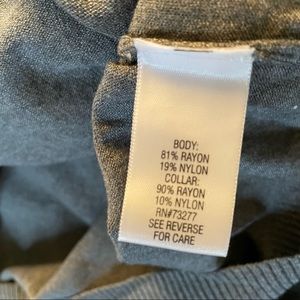 BODY:
81% RAYON
19% NYLON
COLLAR:
90% RAYON
10% NYLON
RN#73277
SEE REVERSE
FOR CARE